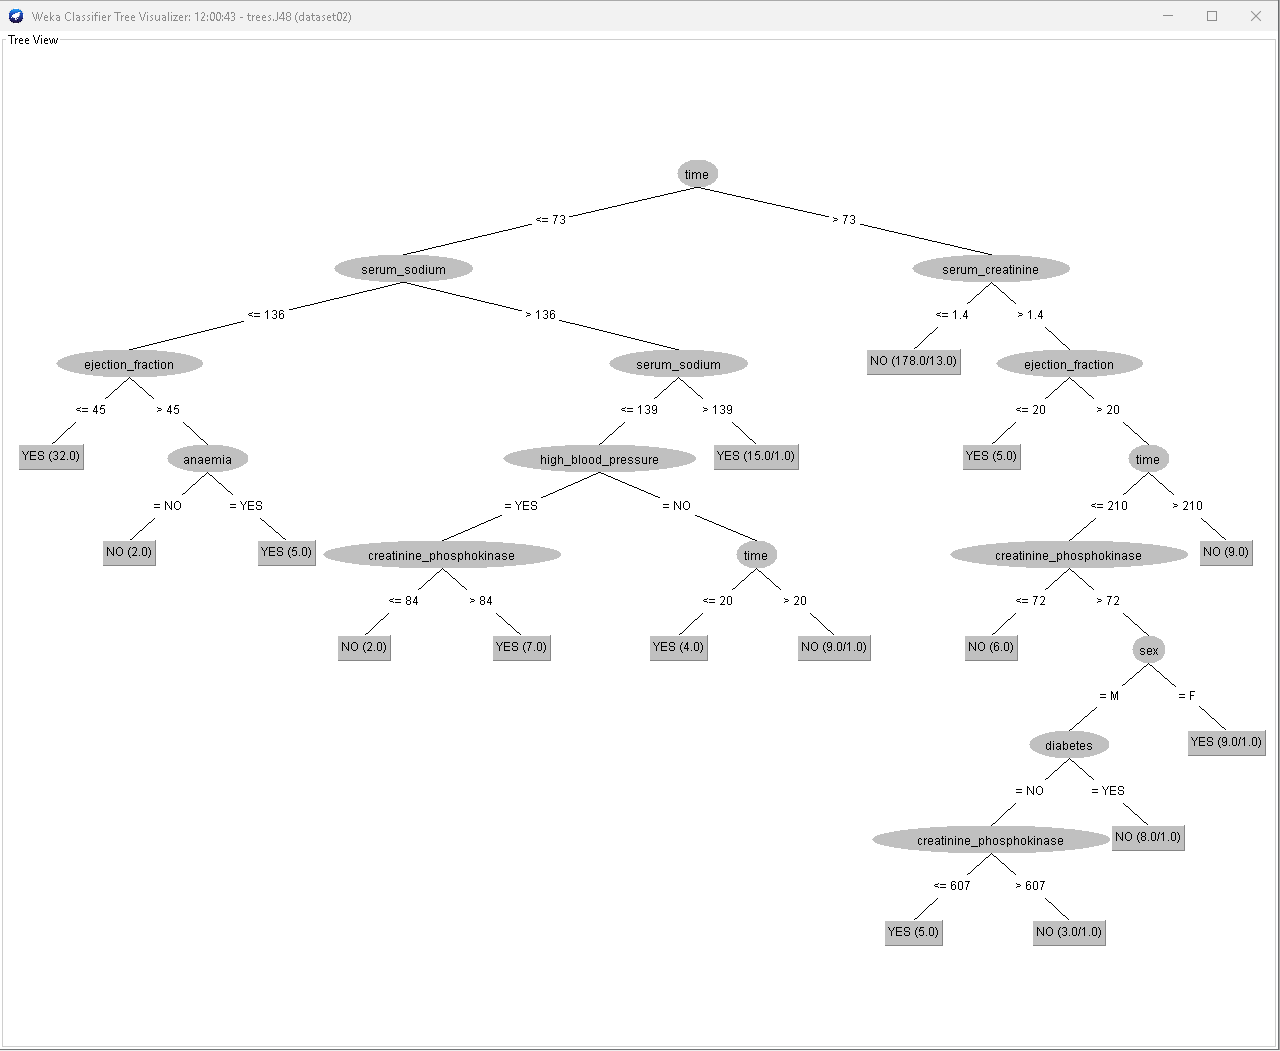 Weka Classifier Tree Visualizer: 12:00:43 - trees.J48 (dataset02)
Tree View
time
<= 73
> 73
serum_sodium
serum_creatinine
<= 136
> 136
<= 1.4
> 1.4
ejection_fraction
serum_sodium
NO (178.0/13.0)
ejection_fraction
<= 45
> 45
<= 139
> 139
<= 20
> 20
YES (32.0)
anaemia
high_blood_pressure
YES (15.0/1.0)
YES (5.0)
time
= NO
= YES
= YES
= NO
<= 210
> 210
NO (2.0)
YES (5.0)
creatinine_phosphokinase
time
creatinine_phosphokinase
NO (9.0)
<= 84
> 84
<= 20
> 20
<= 72
> 72
NO (2.0)
YES (7.0)
YES (4.0)
NO (9.0/1.0)
NO (6.0)
sex
= M
= F
diabetes
YES (9.0/1.0)
= NO
= YES
creatinine_phosphokinase
NO (8.0/1.0)
<= 607
> 607
YES (5.0)
NO (3.0/1.0)